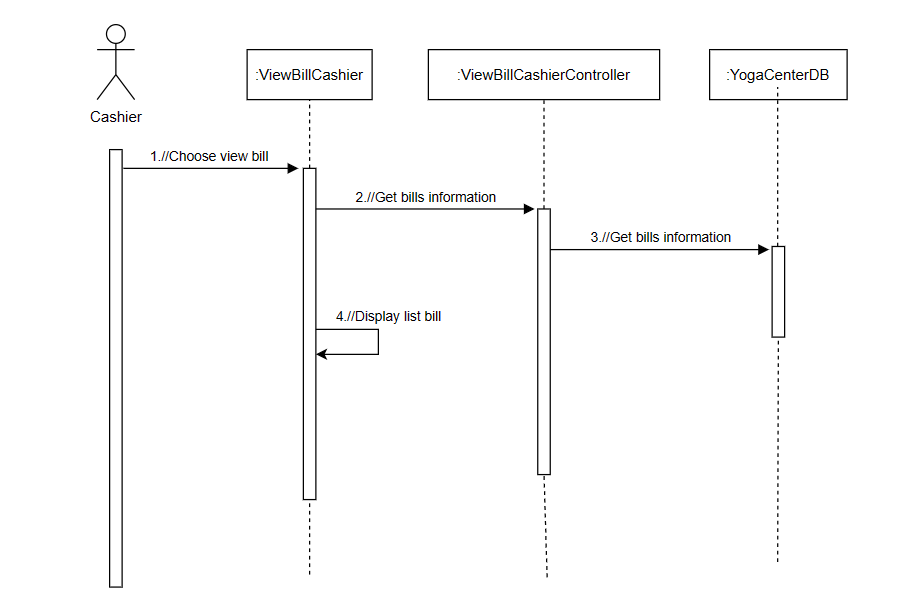 :ViewBillCashier
:ViewBillCashierController
:YogaCenterDB
Cashier
1.//Choose view bill
2.//Get bills information
3.//Get bills information
4.//Display list bill